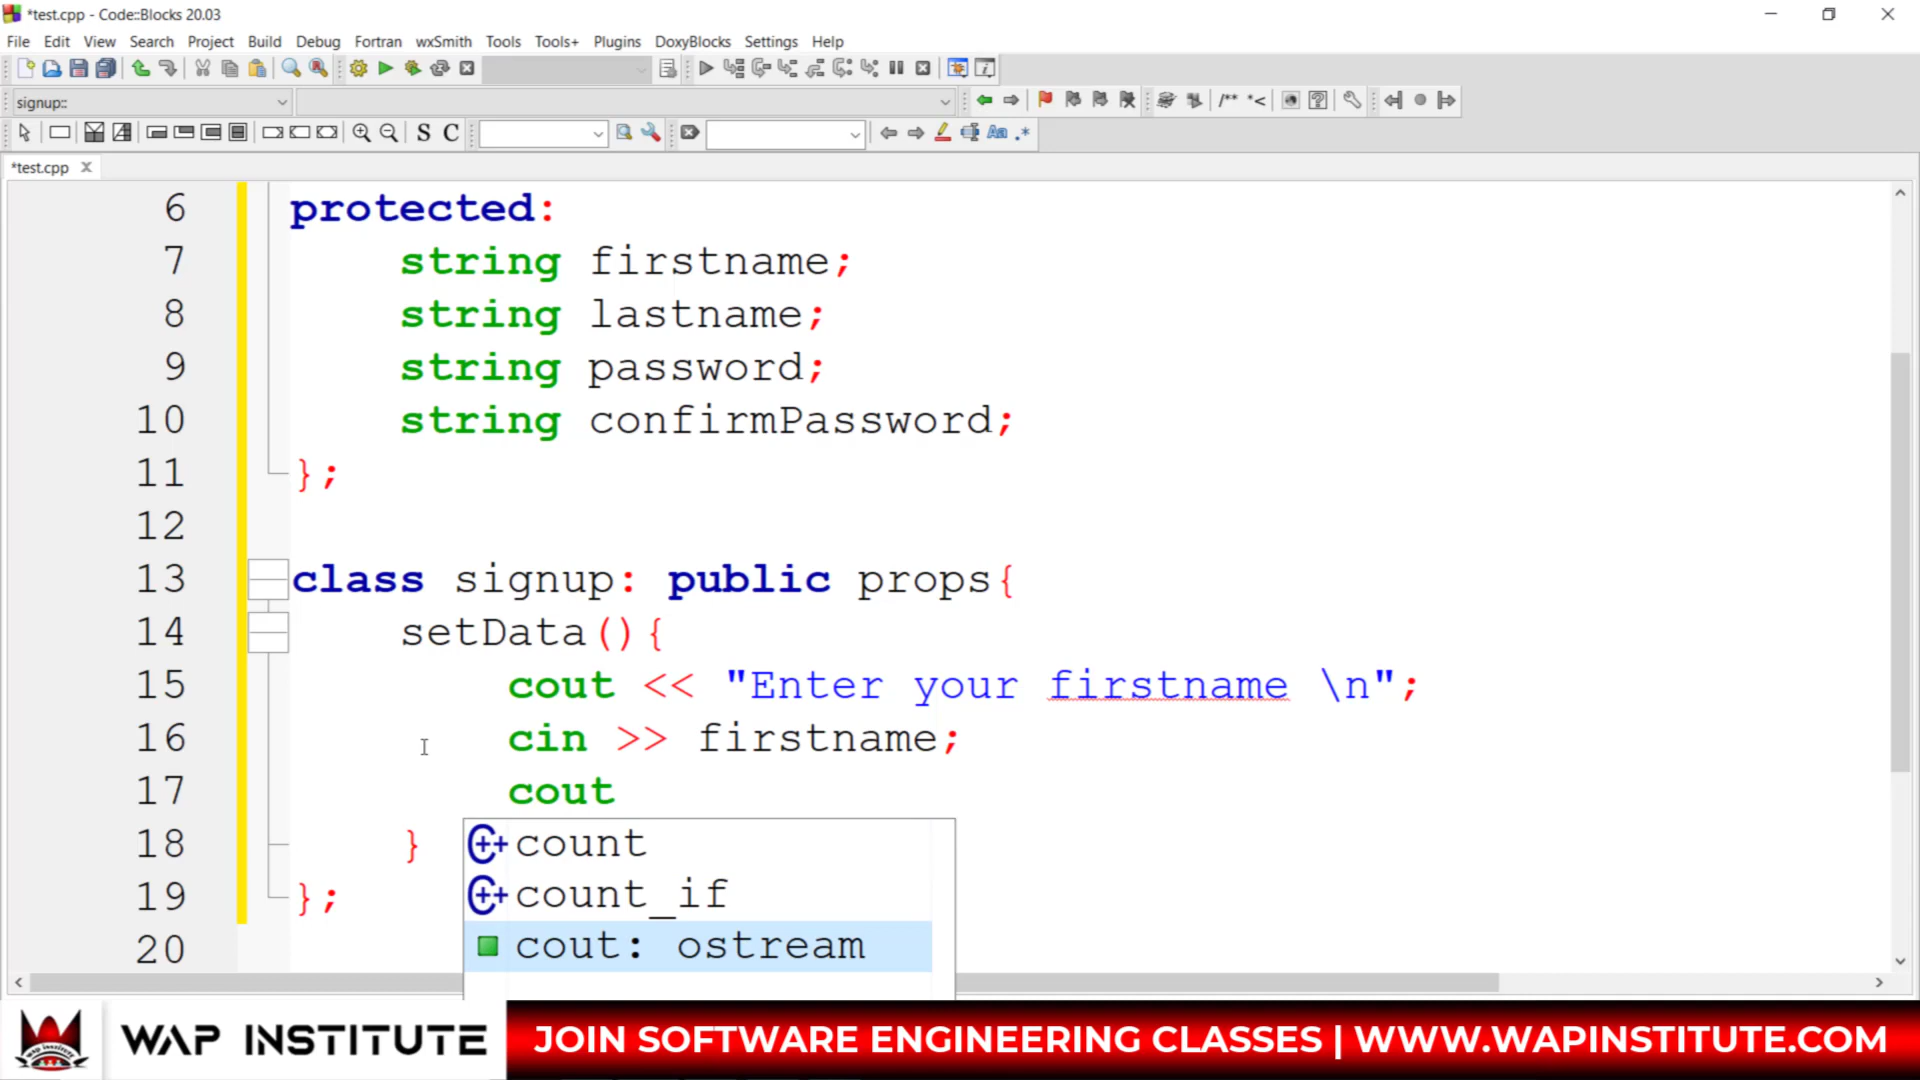 *test.cpp - Code::Blocks 20.03
File Edit View Search Project Build Debug Fortran wxSmith Tools Tools+ Plugins DoxyBlocks Settings Help
signup::
/** *<
S C
Aa .*
*test.cpp
6 protected:
7 string firstname;
8 string lastname;
9 string password;
10 string confirmPassword;
11 };
12
13 class signup: public props{
14 setData(){
15 cout << "Enter your firstname \n";
16 cin >> firstname;
17 cout
18 }
count
count_if
19 };
cout: ostream
20
WAP INSTITUTE
JOIN SOFTWARE ENGINEERING CLASSES | WWW.WAPINSTITUTE.COM